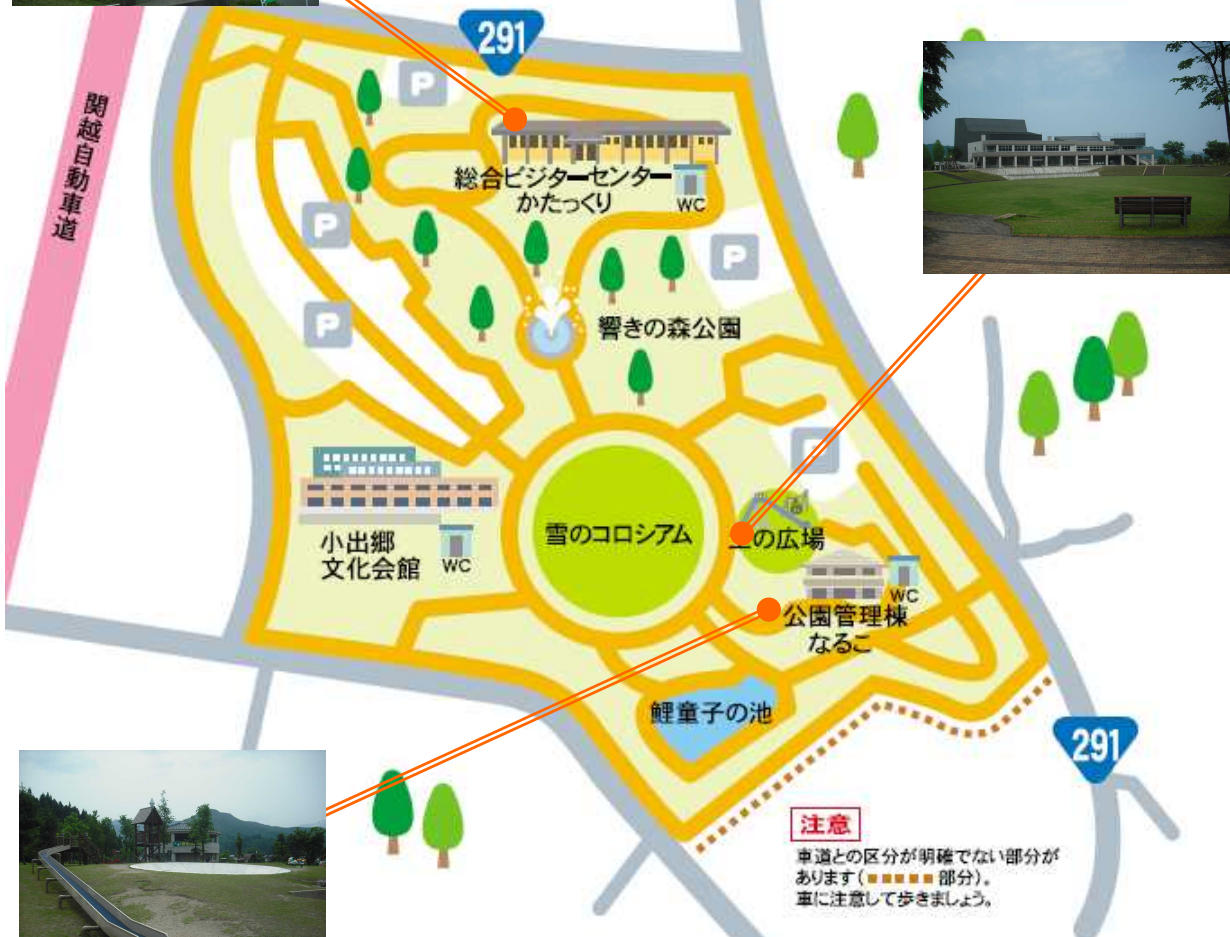 291
関越自動車道
P
総合ビジターセンター
かたっくり
WC
P
P
P
響きの森公園
雪のコロシアム
の広場
小出郷
文化会館
WC
WC
公園管理棟
なるこ
鯉童子の池
291
注意
車道との区分が明確でない部分が
あります(部分)。
車に注意して歩きましょう。